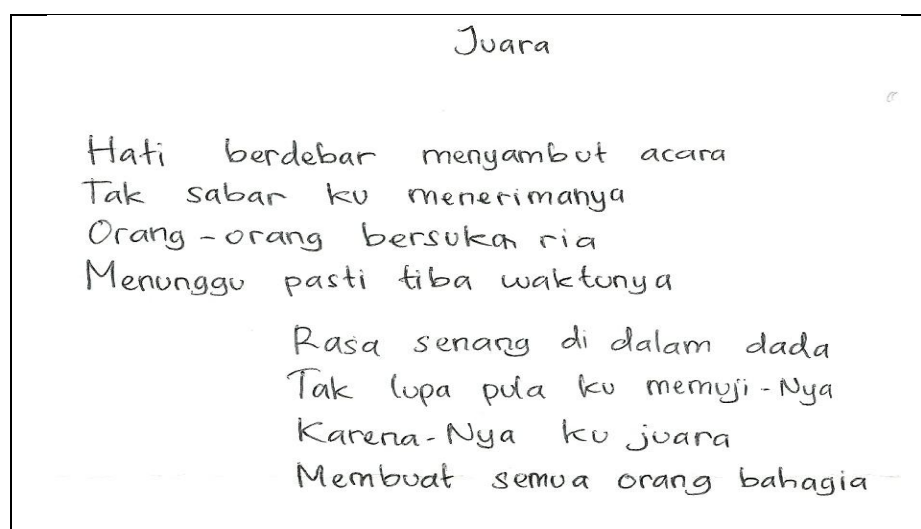 Juara
Hati berdebar menyambut acara
Tak sabar ku menerimanya
Orang-orang bersuka ria
Menunggu pasti tiba waktunya
Rasa senang di dalam dada
Tak lupa pula ku memuji-Nya
Karena-Nya ku juara
Membuat semua orang bahagia